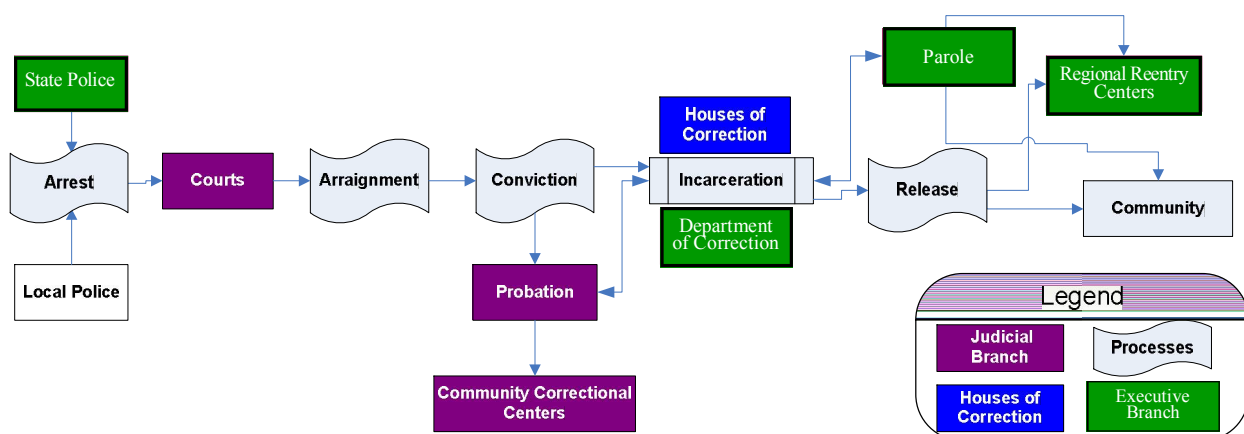 State Police
Parole
Regional Reentry
Centers
Houses of
Correction
Arrest
Courts
Arraignment
Conviction
Incarceration
Release
Community
Department
of Correction
Local Police
Probation
Community Correctional
Centers
Legend
Judicial
Branch
Processes
Houses of
Correction
Executive
Branch